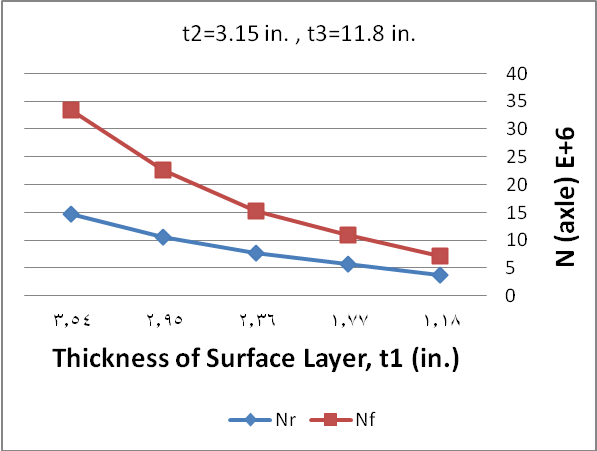 t2=3.15 in. , t3=11.8 in.
40
35
30
25
20
15
10
5
0
N (axle) E+6
٣,٥٤ ٢,٩٥ ٢,٣٦ ١,٧٧ ١,١٨
Thickness of Surface Layer, t1 (in.)
Nr Nf